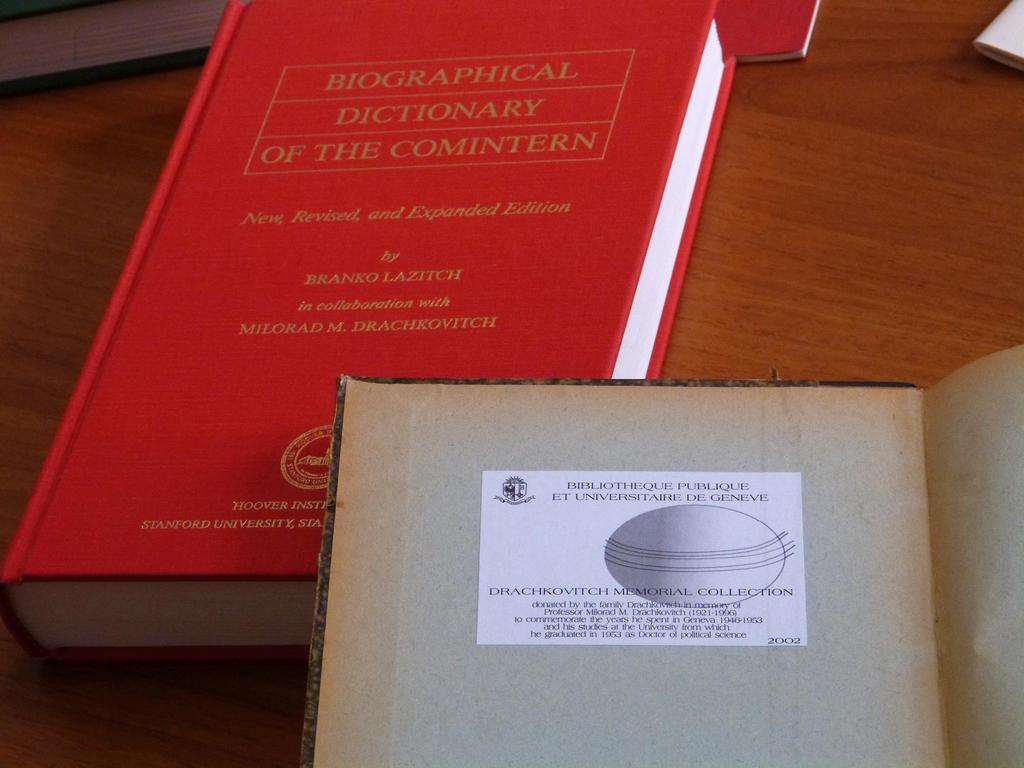 BIOGRAPHICAL
DICTIONARY
OF THE COMINTERN
New, Revised, and Expanded Edition
by
BRANKO LAZITCH
in collaboration with
MILORAD M. DRACHKOVITCH
HOOVER INSTI
STANFORD UNIVERSITY, STA
BIBLIOTHEQUE PUBLIQUE
ET UNIVERSITAIRE DE GENEVE
DRACHKOVITCH MEMORIAL COLLECTION
donated by the family Drachkovitch in memory of
Professor Milorad M. Drachkovitch (1921-1996)
to commemorate the years he spent in Geneva 1946-1953
and his studies at the University from which
he graduated in 1953 as Doctor of political science
2002